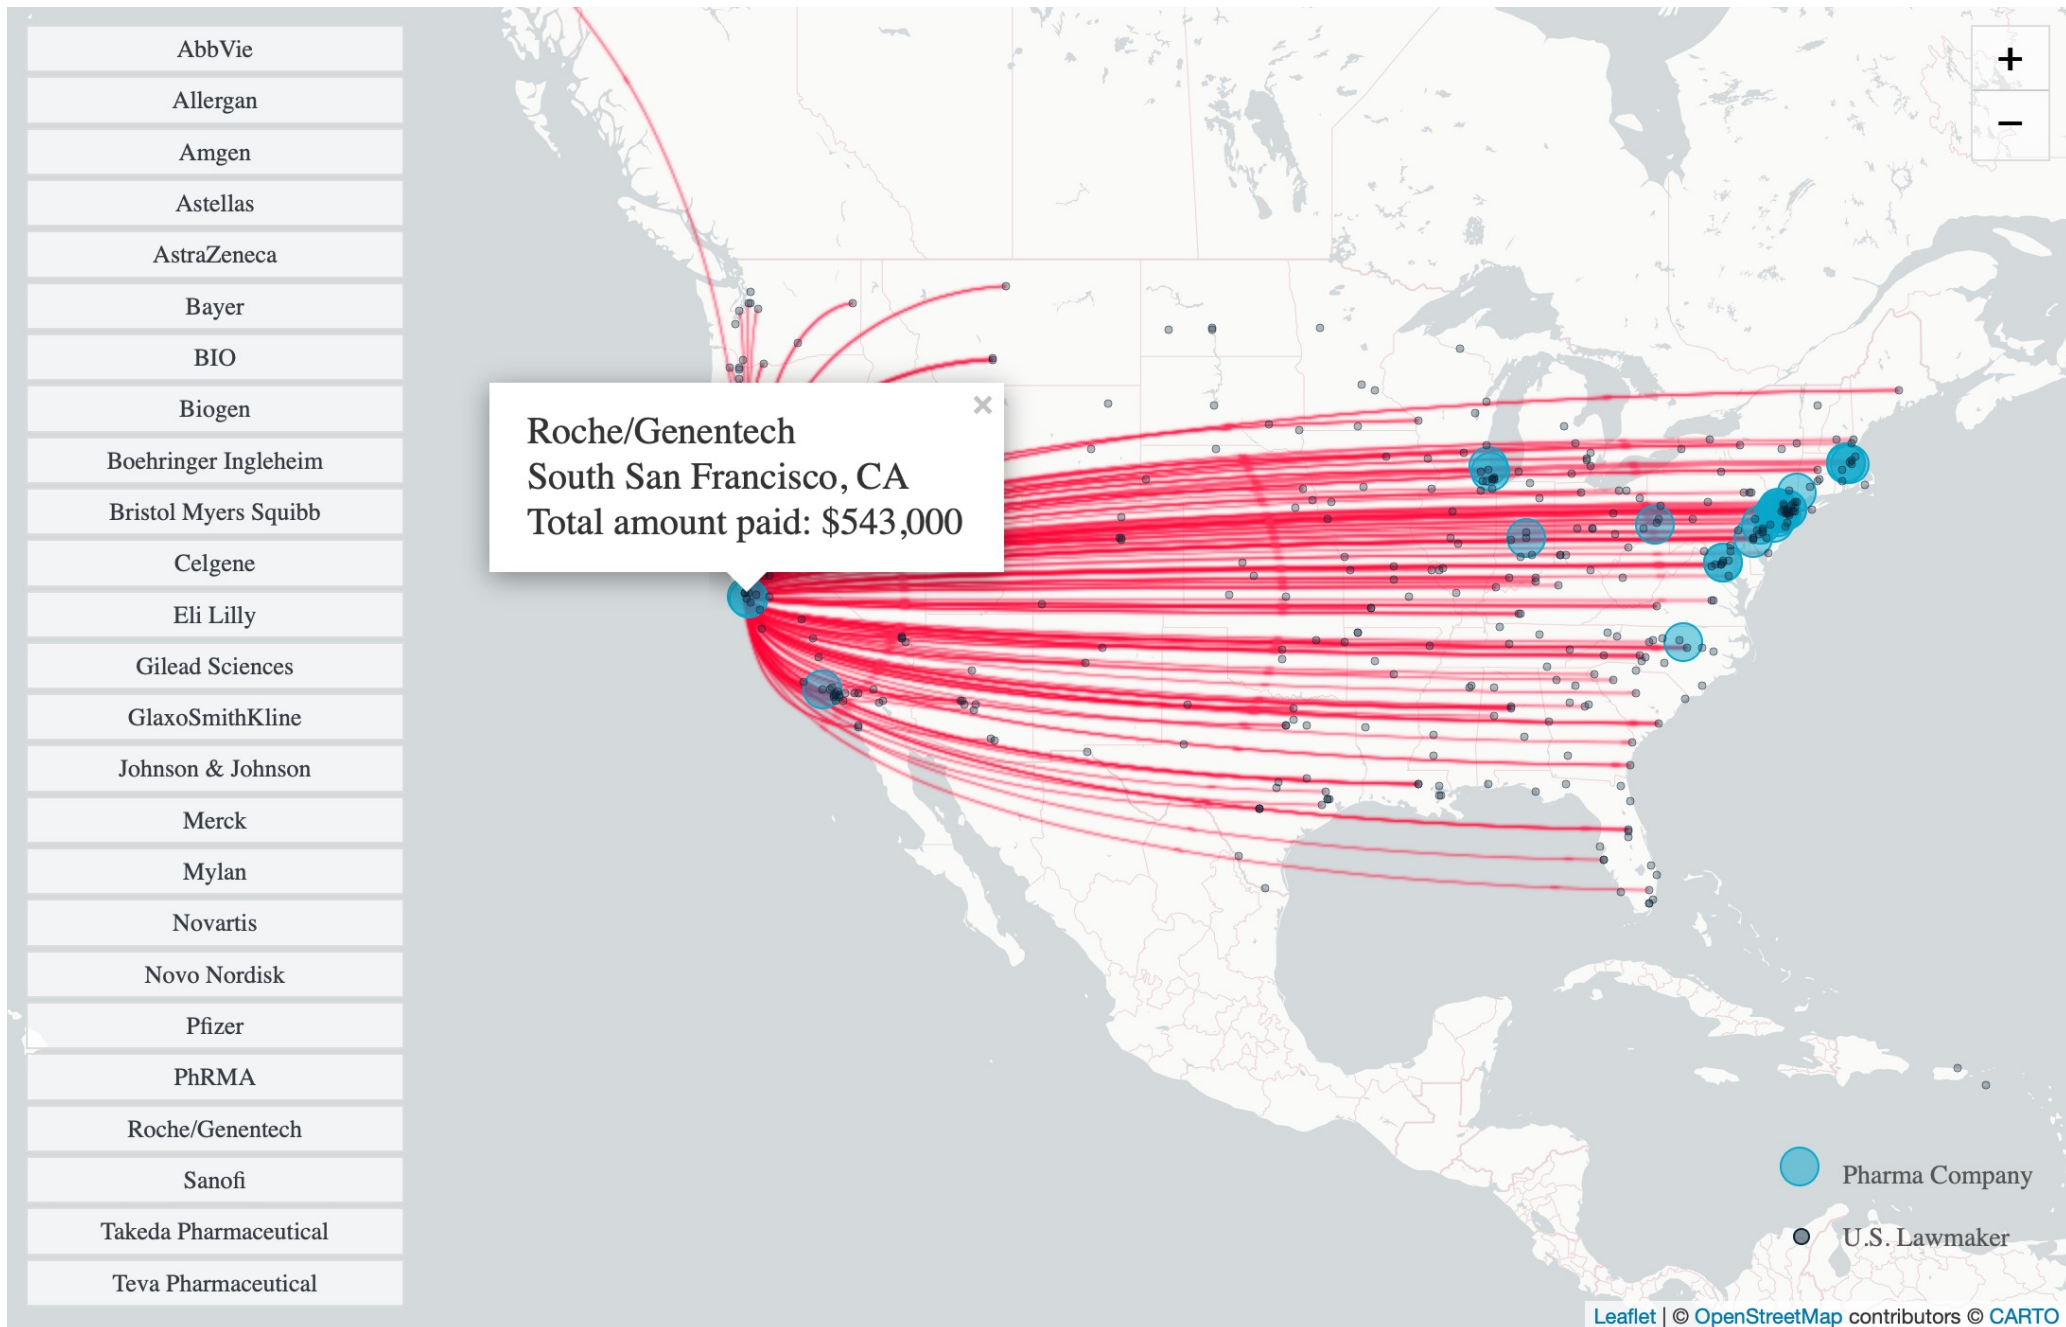 AbbVie
Allergan
Amgen
Astellas
AstraZeneca
Bayer
BIO
Biogen
Boehringer Ingleheim
Bristol Myers Squibb
Celgene
Eli Lilly
Gilead Sciences
GlaxoSmithKline
Johnson & Johnson
Merck
Mylan
Novartis
Novo Nordisk
Pfizer
PhRMA
Roche/Genentech
Sanofi
Takeda Pharmaceutical
Teva Pharmaceutical
+
−
×
Roche/Genentech
South San Francisco, CA
Total amount paid: $543,000
Pharma Company
U.S. Lawmaker
Leaflet | © OpenStreetMap contributors © CARTO